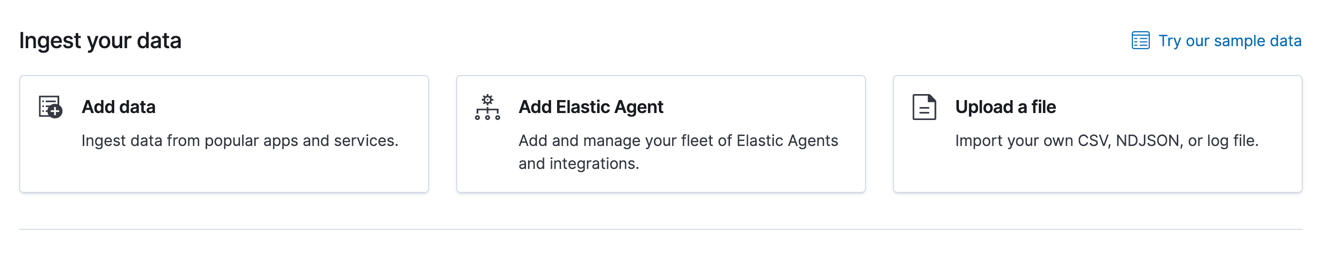 Ingest your data
Try our sample data
Add data
Ingest data from popular apps and services.
Add Elastic Agent
Add and manage your fleet of Elastic Agents
and integrations.
Upload a file
Import your own CSV, NDJSON, or log file.